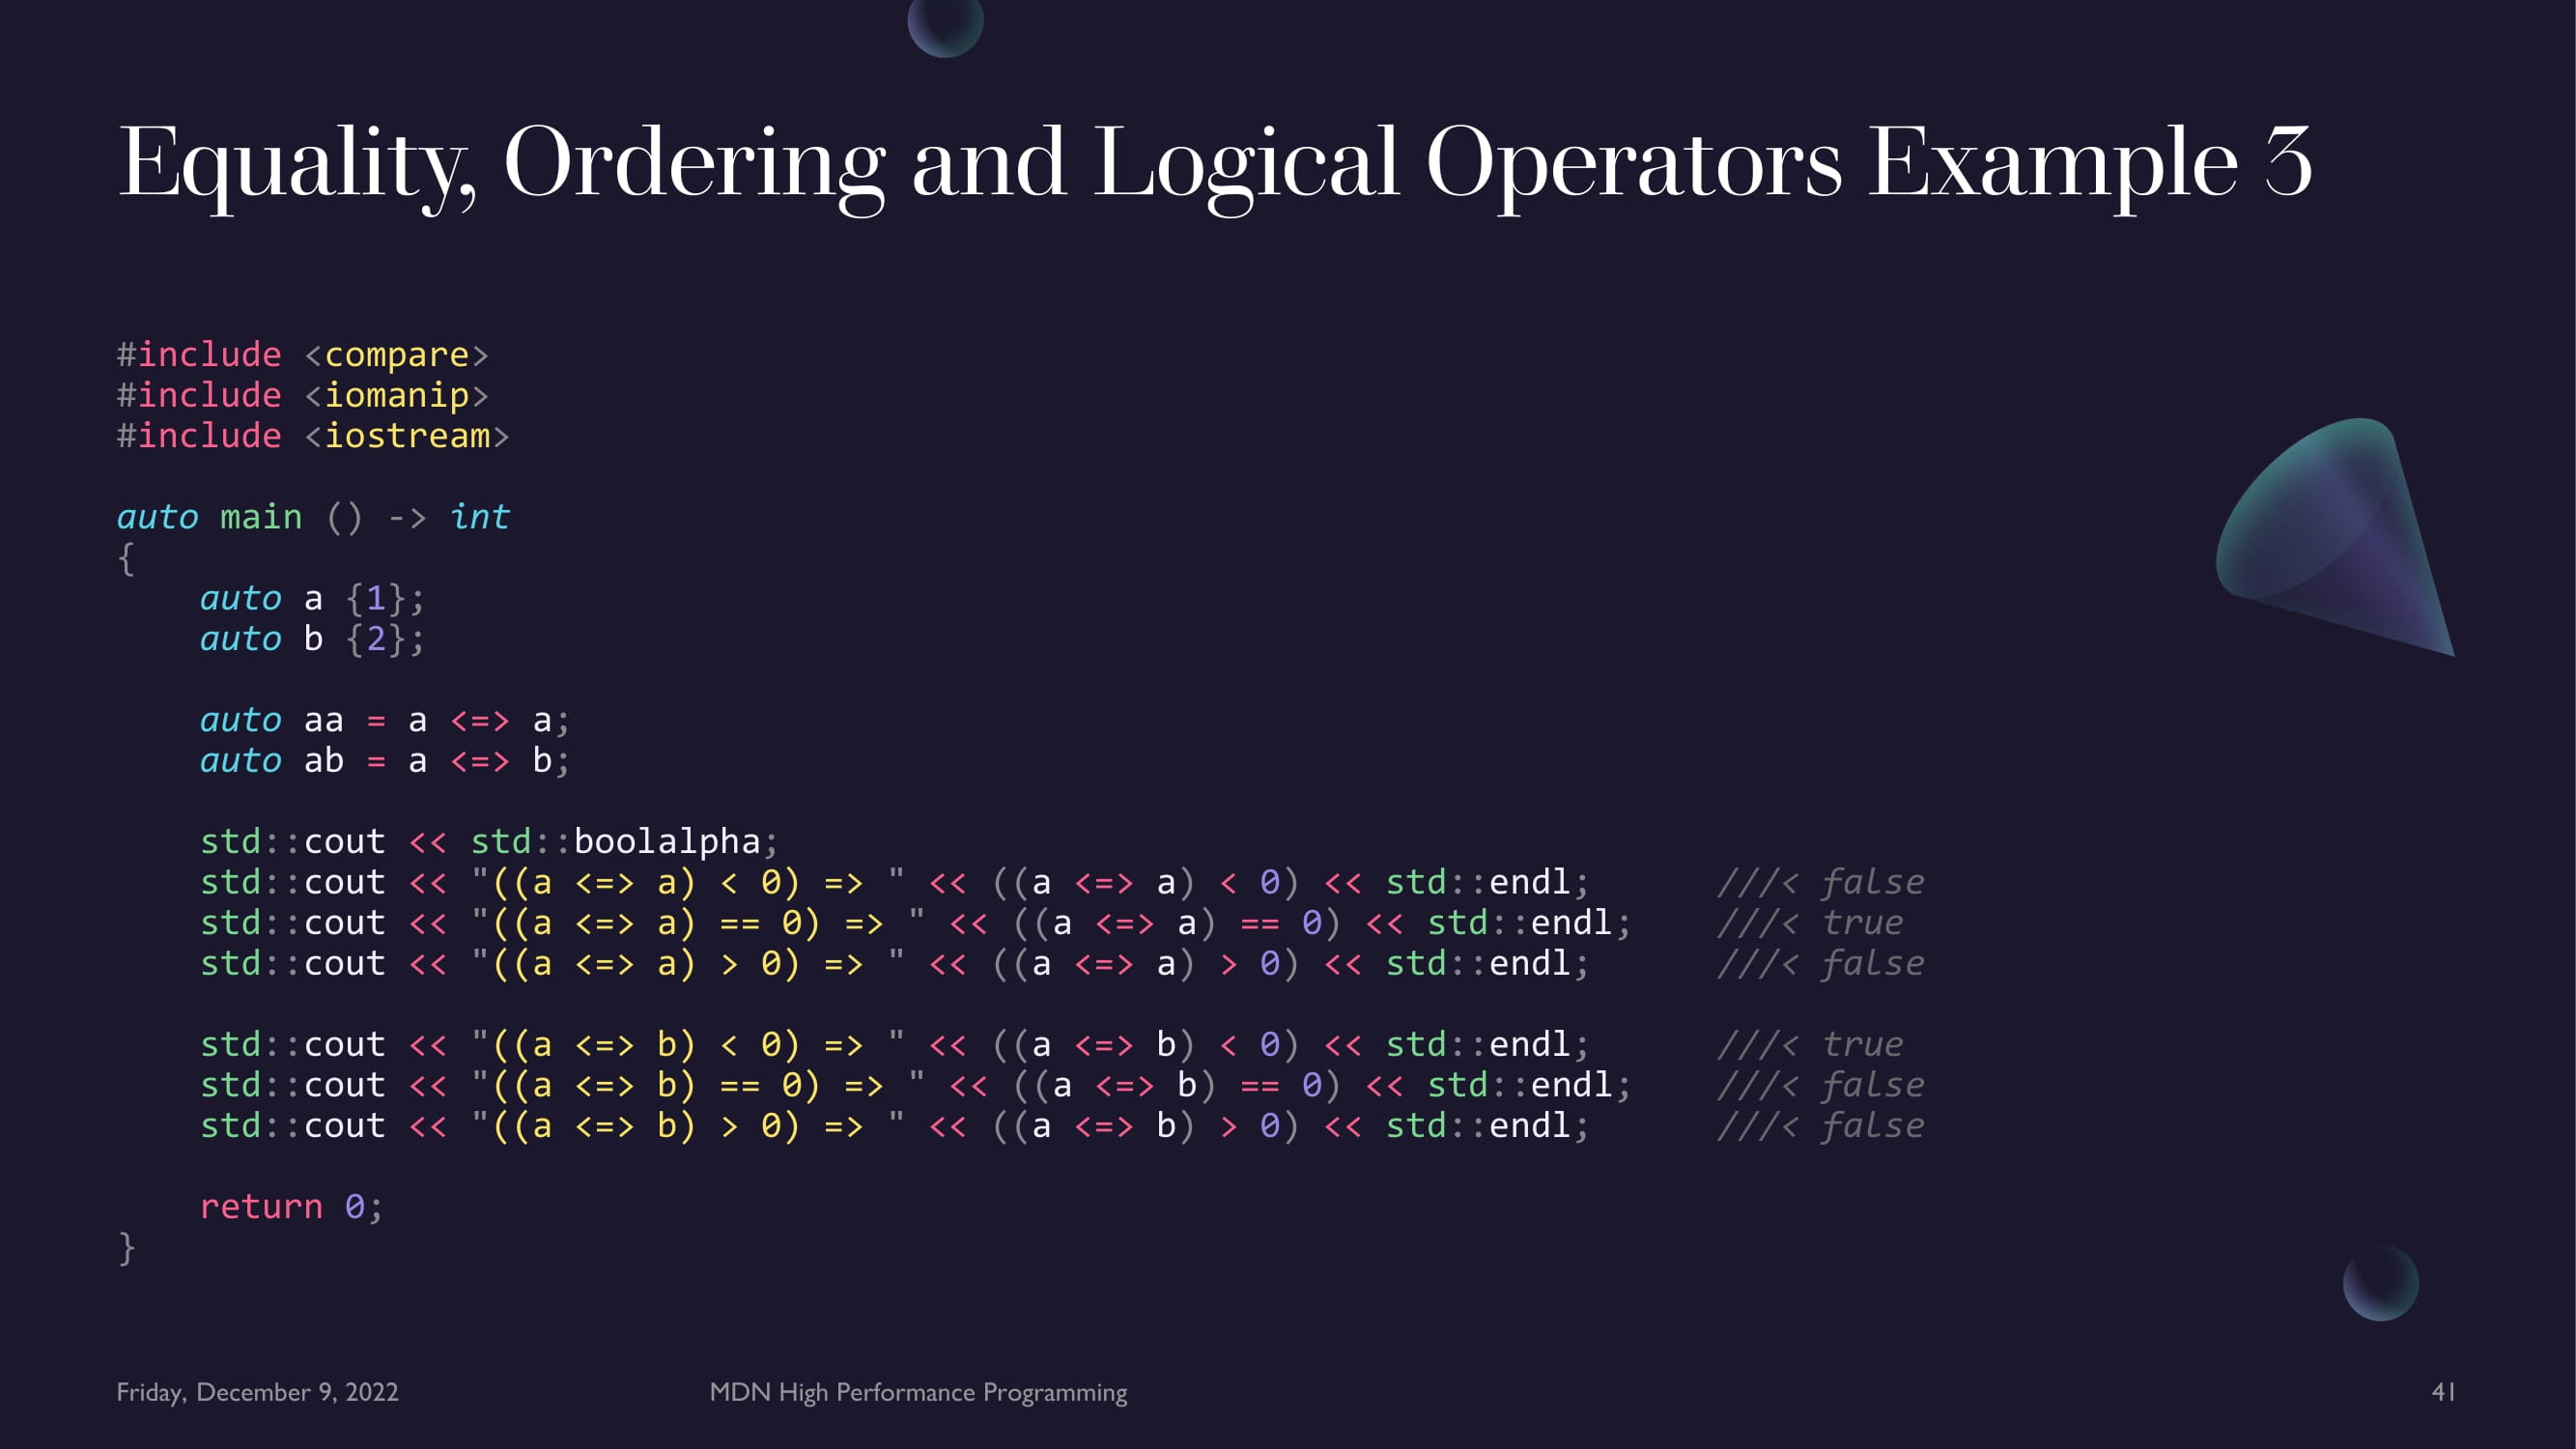 Equality, Ordering and Logical Operators Example 3
#include <compare>
#include <iomanip>
#include <iostream>
auto main () -> int
{
    auto a {1};
    auto b {2};
    auto aa = a <=> a;
    auto ab = a <=> b;
    std::cout << std::boolalpha;
    std::cout << "((a <=> a) < 0) => " << ((a <=> a) < 0) << std::endl;    ///< false
    std::cout << "((a <=> a) == 0) => " << ((a <=> a) == 0) << std::endl;    ///< true
    std::cout << "((a <=> a) > 0) => " << ((a <=> a) > 0) << std::endl;    ///< false
    std::cout << "((a <=> b) < 0) => " << ((a <=> b) < 0) << std::endl;    ///< true
    std::cout << "((a <=> b) == 0) => " << ((a <=> b) == 0) << std::endl;    ///< false
    std::cout << "((a <=> b) > 0) => " << ((a <=> b) > 0) << std::endl;    ///< false
    return 0;
}
Friday, December 9, 2022
MDN High Performance Programming
41